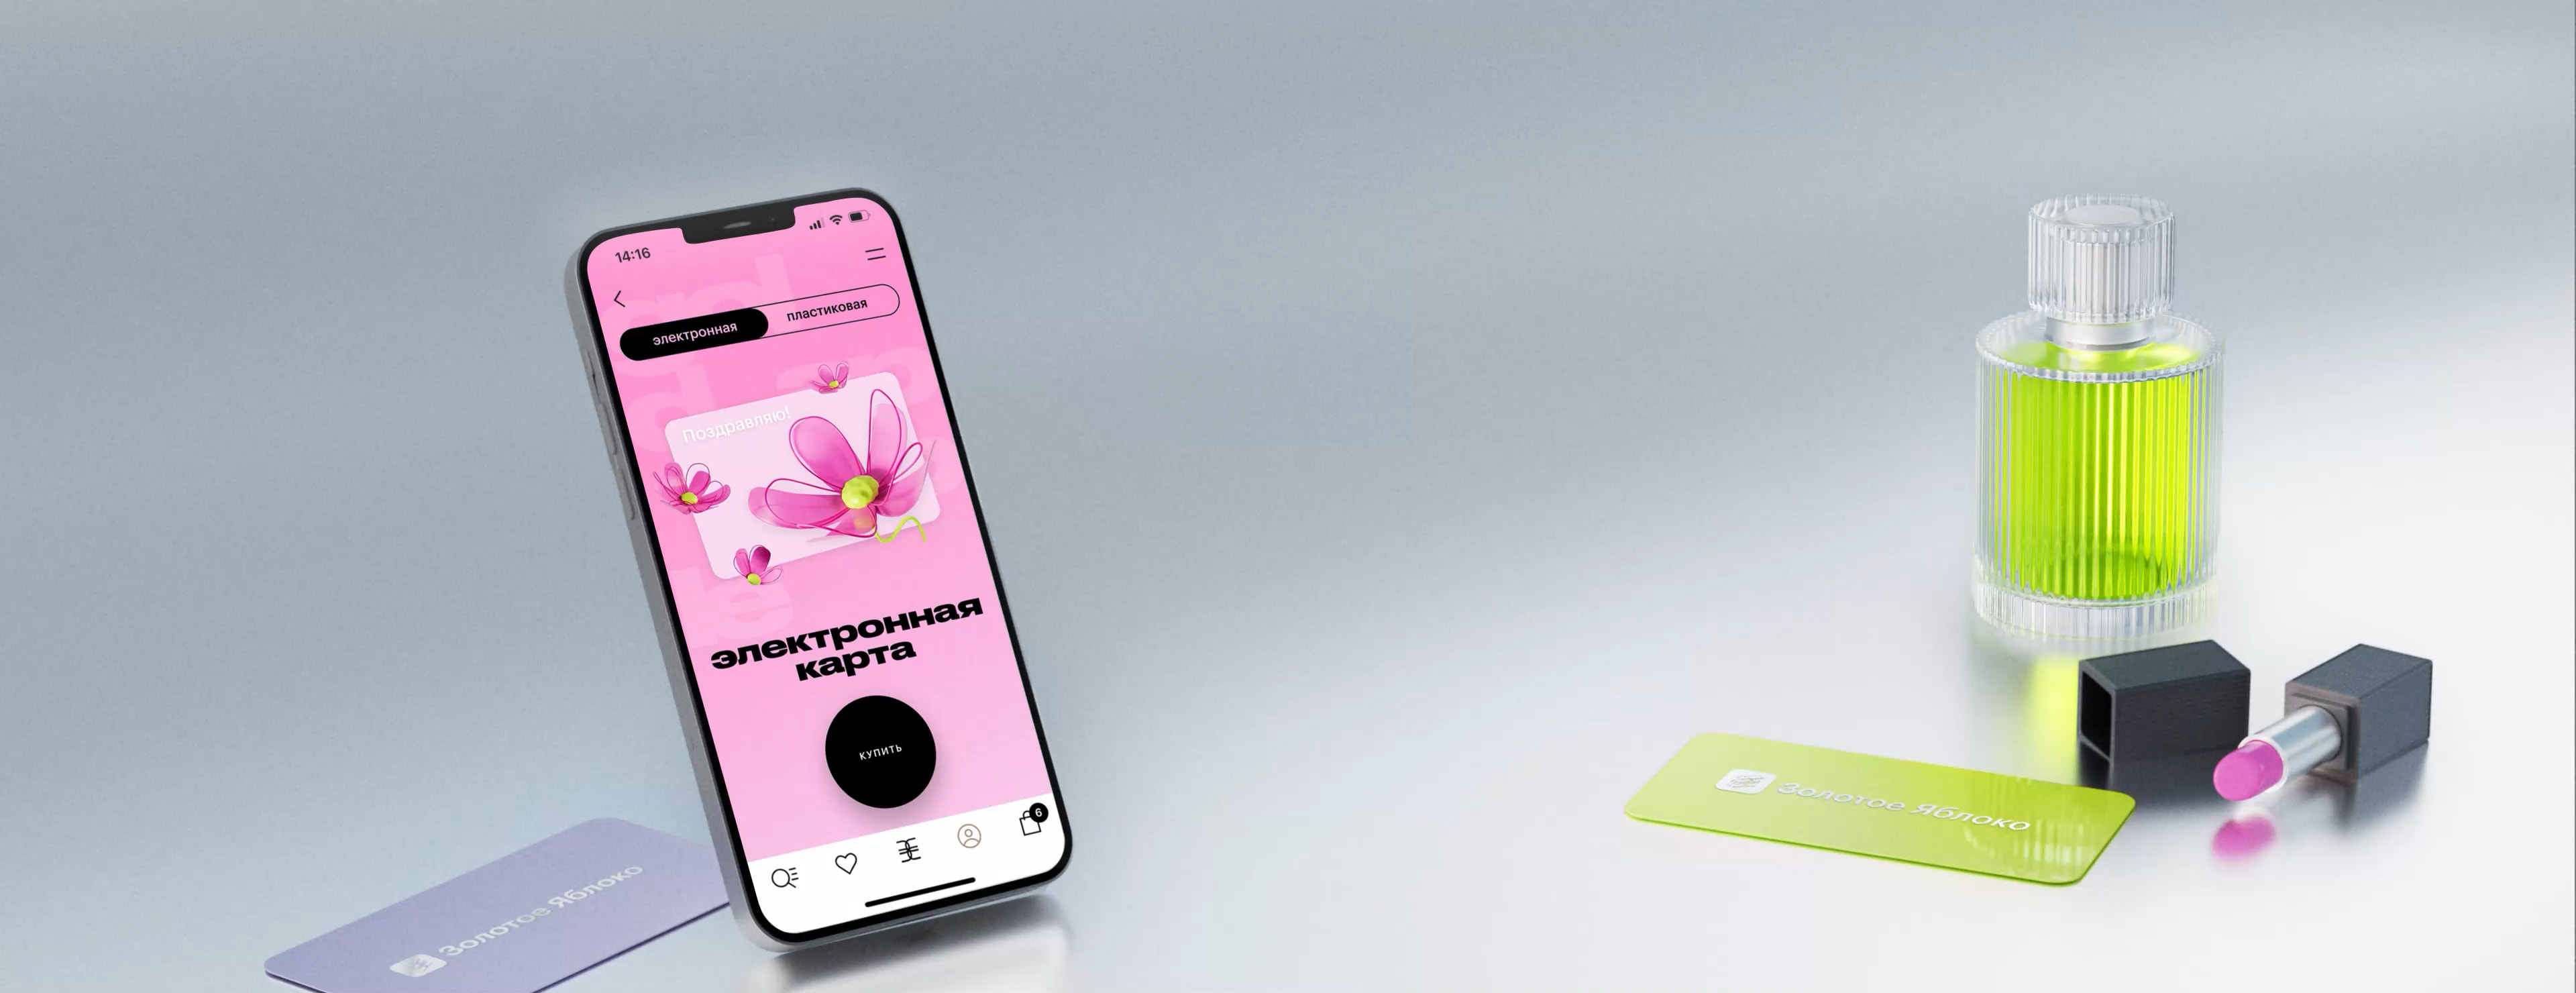 14:16
электронная
пластиковая
Поздравляю!
электронная
карта
КУПИТЬ
6
Золотое Яблоко
Золотое Яблоко